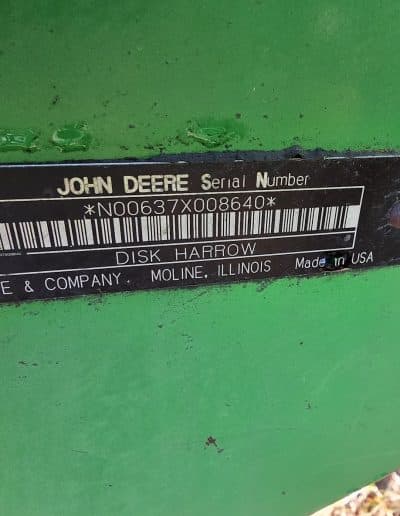 JOHN DEERE Serial Number
*N00637X008640*
DISK HARROW
E & COMPANY, MOLINE, ILLINOIS Made in USA